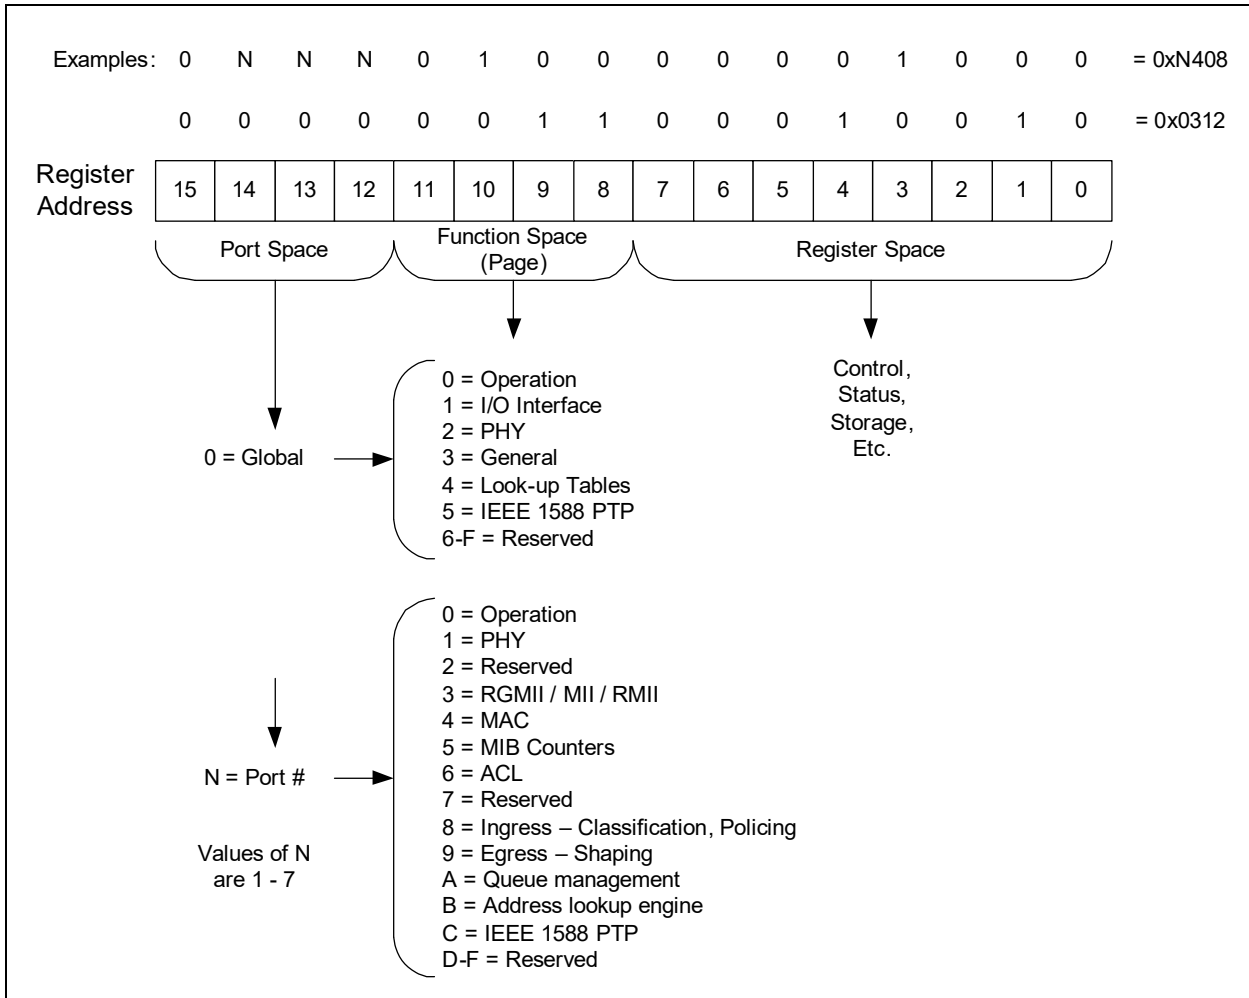 Examples: 0 N N N 0 1 0 0 0 0 0 0 1 0 0 0 = 0xN408
0 0 0 0 0 0 1 1 0 0 0 1 0 0 1 0 = 0x0312
Register
Address
15 14 13 12 11 10 9 8 7 6 5 4 3 2 1 0
Port Space
Function Space
(Page)
Register Space
0 = Global
0 = Operation
1 = I/O Interface
2 = PHY
3 = General
4 = Look-up Tables
5 = IEEE 1588 PTP
6-F = Reserved
Control,
Status,
Storage,
Etc.
N = Port #
Values of N
are 1 - 7
0 = Operation
1 = PHY
2 = Reserved
3 = RGMII / MII / RMII
4 = MAC
5 = MIB Counters
6 = ACL
7 = Reserved
8 = Ingress – Classification, Policing
9 = Egress – Shaping
A = Queue management
B = Address lookup engine
C = IEEE 1588 PTP
D-F = Reserved